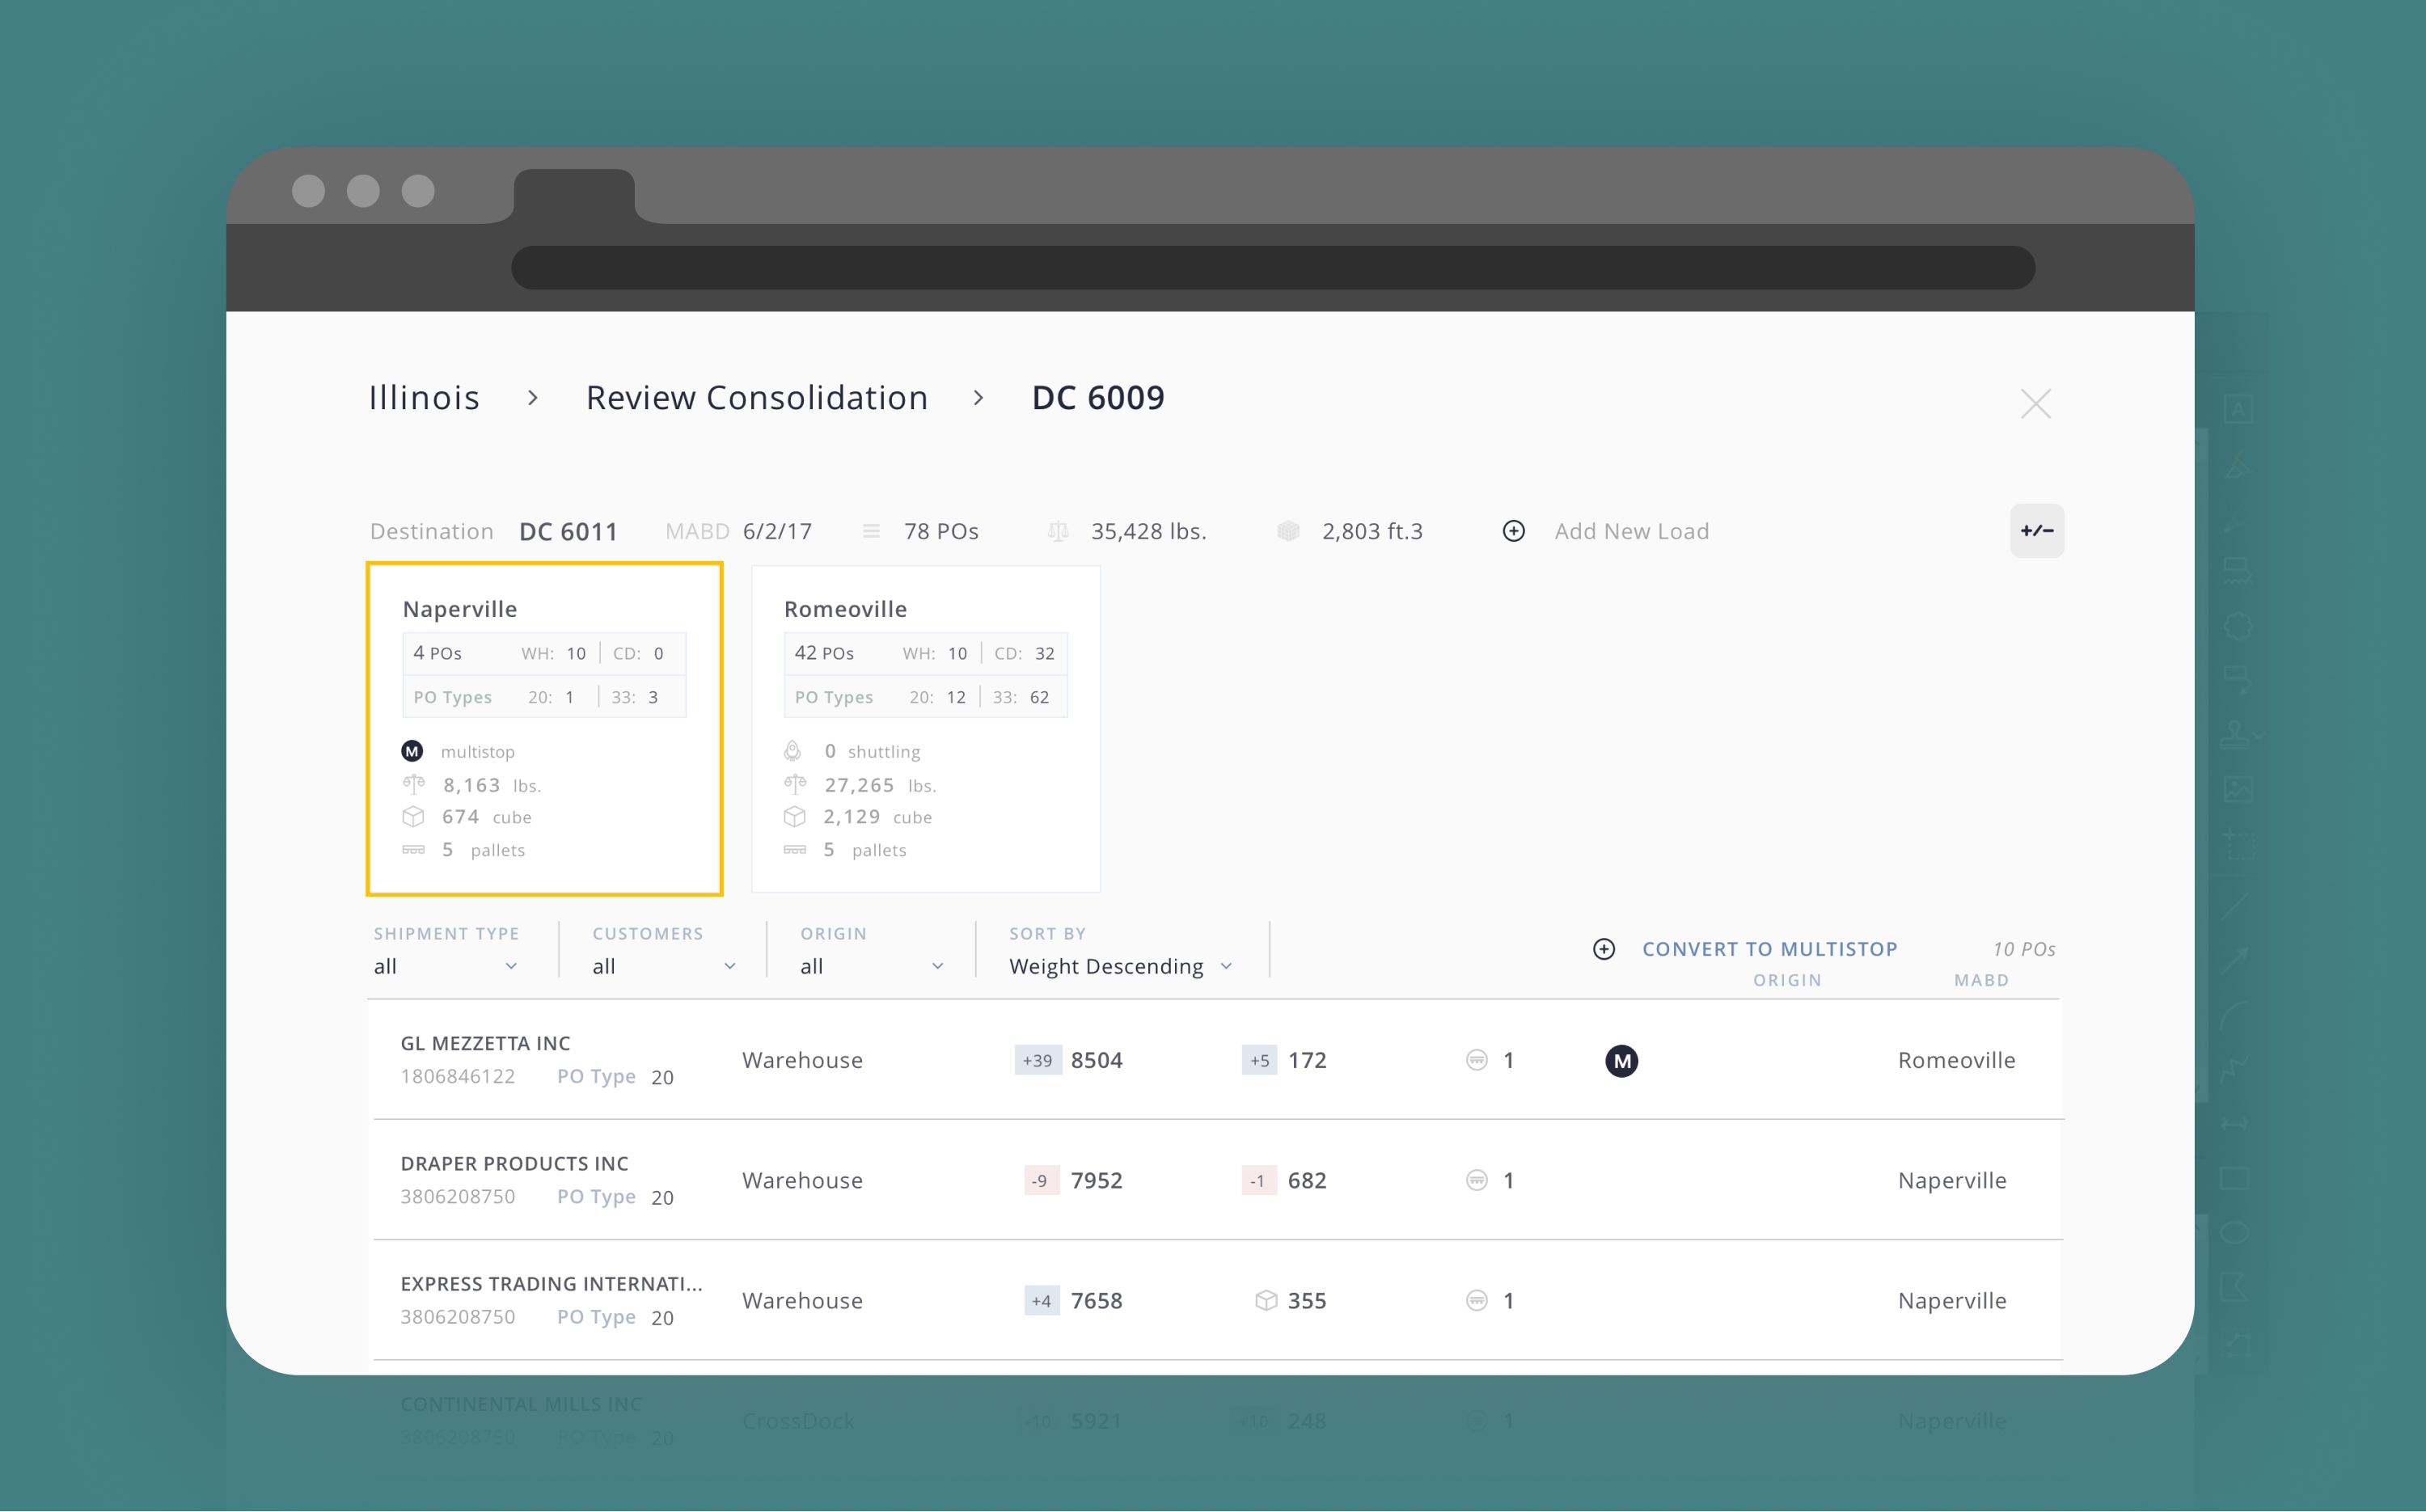 Illinois > Review Consolidation > DC 6009
Destination DC 6011 MABD 6/2/17 78 POs 35,428 lbs. 2,803 ft.3 Add New Load +/−
Naperville
4 POs WH: 10 CD: 0
PO Types 20: 1 33: 3
M multistop
8,163 lbs.
674 cube
5 pallets
Romeoville
42 POs WH: 10 CD: 32
PO Types 20: 12 33: 62
0 shuttling
27,265 lbs.
2,129 cube
5 pallets
SHIPMENT TYPE CUSTOMERS ORIGIN SORT BY
all all all Weight Descending
CONVERT TO MULTISTOP 10 POs
ORIGIN MABD
GL MEZZETTA INC
1806846122 PO Type 20
Warehouse +39 8504 +5 172 1 M Romeoville
DRAPER PRODUCTS INC
3806208750 PO Type 20
Warehouse -9 7952 -1 682 1 Naperville
EXPRESS TRADING INTERNATI...
3806208750 PO Type 20
Warehouse +4 7658 355 1 Naperville
CONTINENTAL MILLS INC
3806208750 PO Type 20
CrossDock -10 5921 +10 248 1 Naperville
A